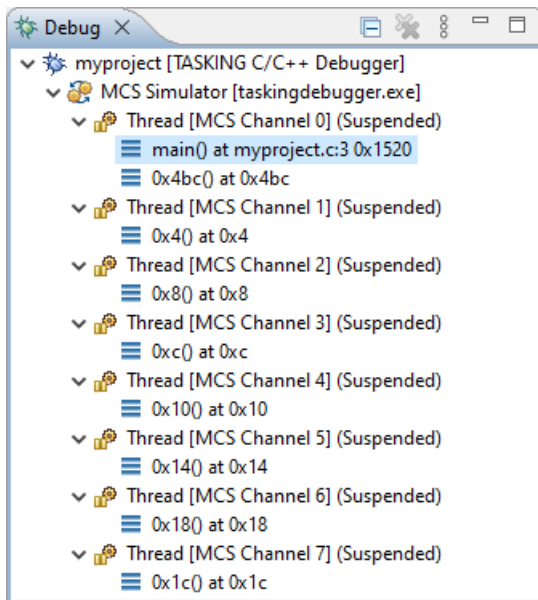 Debug
myproject [TASKING C/C++ Debugger]
MCS Simulator [taskingdebugger.exe]
Thread [MCS Channel 0] (Suspended)
main() at myproject.c:3 0x1520
0x4bc() at 0x4bc
Thread [MCS Channel 1] (Suspended)
0x4() at 0x4
Thread [MCS Channel 2] (Suspended)
0x8() at 0x8
Thread [MCS Channel 3] (Suspended)
0xc() at 0xc
Thread [MCS Channel 4] (Suspended)
0x10() at 0x10
Thread [MCS Channel 5] (Suspended)
0x14() at 0x14
Thread [MCS Channel 6] (Suspended)
0x18() at 0x18
Thread [MCS Channel 7] (Suspended)
0x1c() at 0x1c